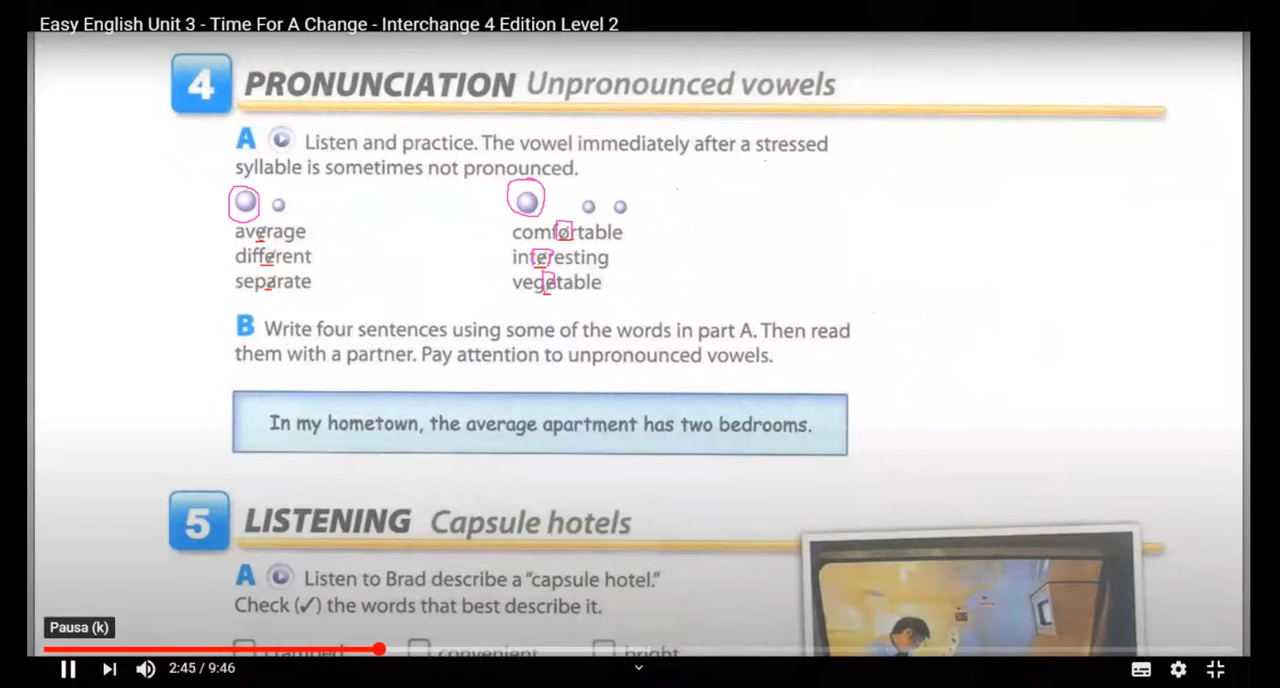 Easy English Unit 3 - Time For A Change - Interchange 4 Edition Level 2
4 PRONUNCIATION Unpronounced vowels
A Listen and practice. The vowel immediately after a stressed
syllable is sometimes not pronounced.
average comfortable
different interesting
separate vegetable
B Write four sentences using some of the words in part A. Then read
them with a partner. Pay attention to unpronounced vowels.
In my hometown, the average apartment has two bedrooms.
5 LISTENING Capsule hotels
A Listen to Brad describe a “capsule hotel.”
Check (✓) the words that best describe it.
cramped convenient bright
Pausa (k)
2:45 / 9:46